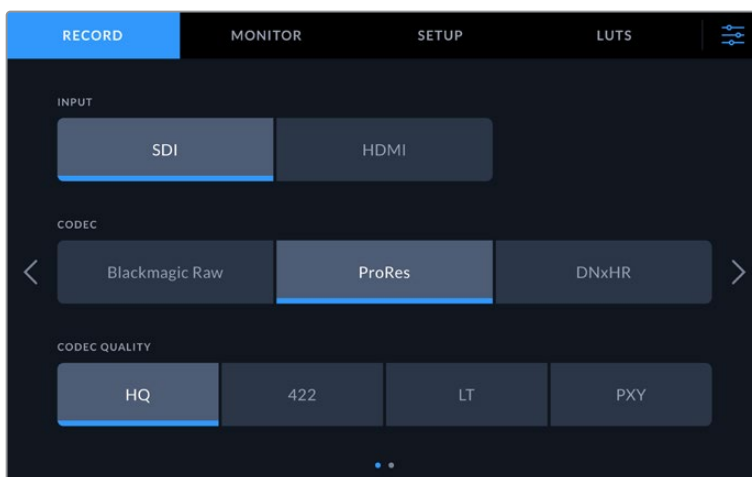 RECORD MONITOR SETUP LUTS
INPUT
SDI HDMI
CODEC
Blackmagic Raw ProRes DNxHR
CODEC QUALITY
HQ 422 LT PXY